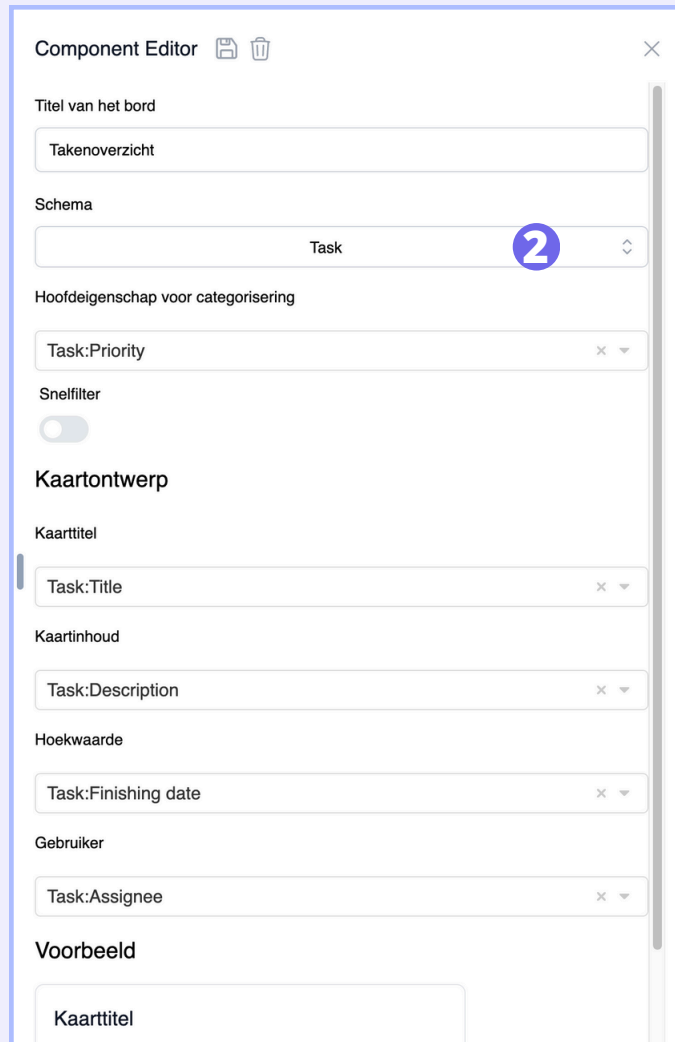 Component Editor
Titel van het bord
Takenoverzicht
Schema
Task
2
Hoofdeigenschap voor categorisering
Task:Priority
Snelfilter
Kaartontwerp
Kaarttitel
Task:Title
Kaartinhoud
Task:Description
Hoekwaarde
Task:Finishing date
Gebruiker
Task:Assignee
Voorbeeld
Kaarttitel